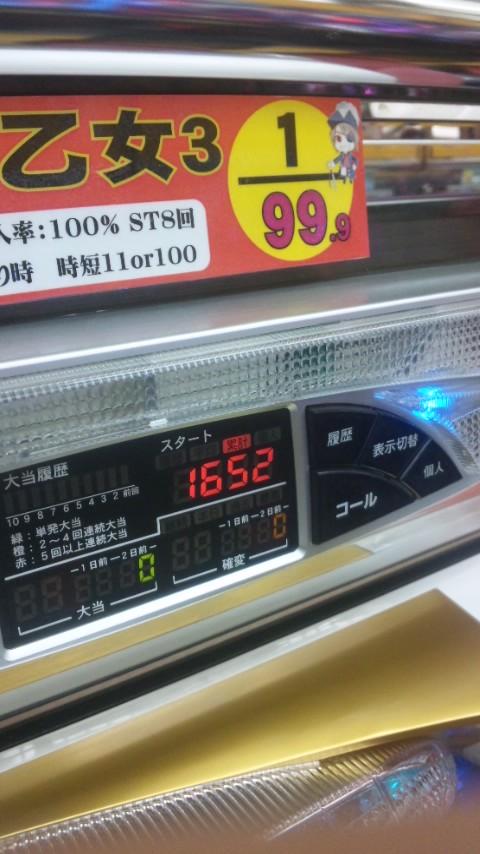 乙女3
1
99.9
入率:100% ST8回
時 時短11or100
スタート
大当履歴
累計
1652
10 9 8 7 6 5 4 3 2 前回
緑:単発大当
橙:2~4回連続大当
赤:5回以上連続大当
1日前 2日前
0
大当
1日前 2日前
0
確変
履歴
表示切替
個人
コール